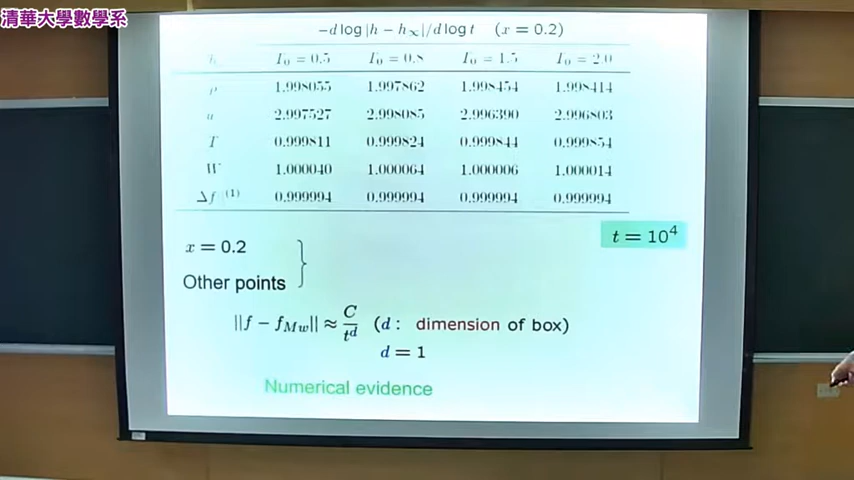 清華大學數學系
−d log |h − h∞|/d log t (x = 0.2)
h T₀ = 0.5 T₀ = 0.8 T₀ = 1.5 T₀ = 2.0
ρ 1.998055 1.997862 1.998454 1.998414
u 2.997527 2.998085 2.996390 2.996803
T 0.999811 0.999824 0.999844 0.999854
W 1.000040 1.000064 1.000006 1.000014
Δf (1) 0.999994 0.999994 0.999994 0.999994
t = 10⁴
x = 0.2
Other points
||f − f_{Mw}|| ≈ C/t^d (d : dimension of box)
d = 1
Numerical evidence